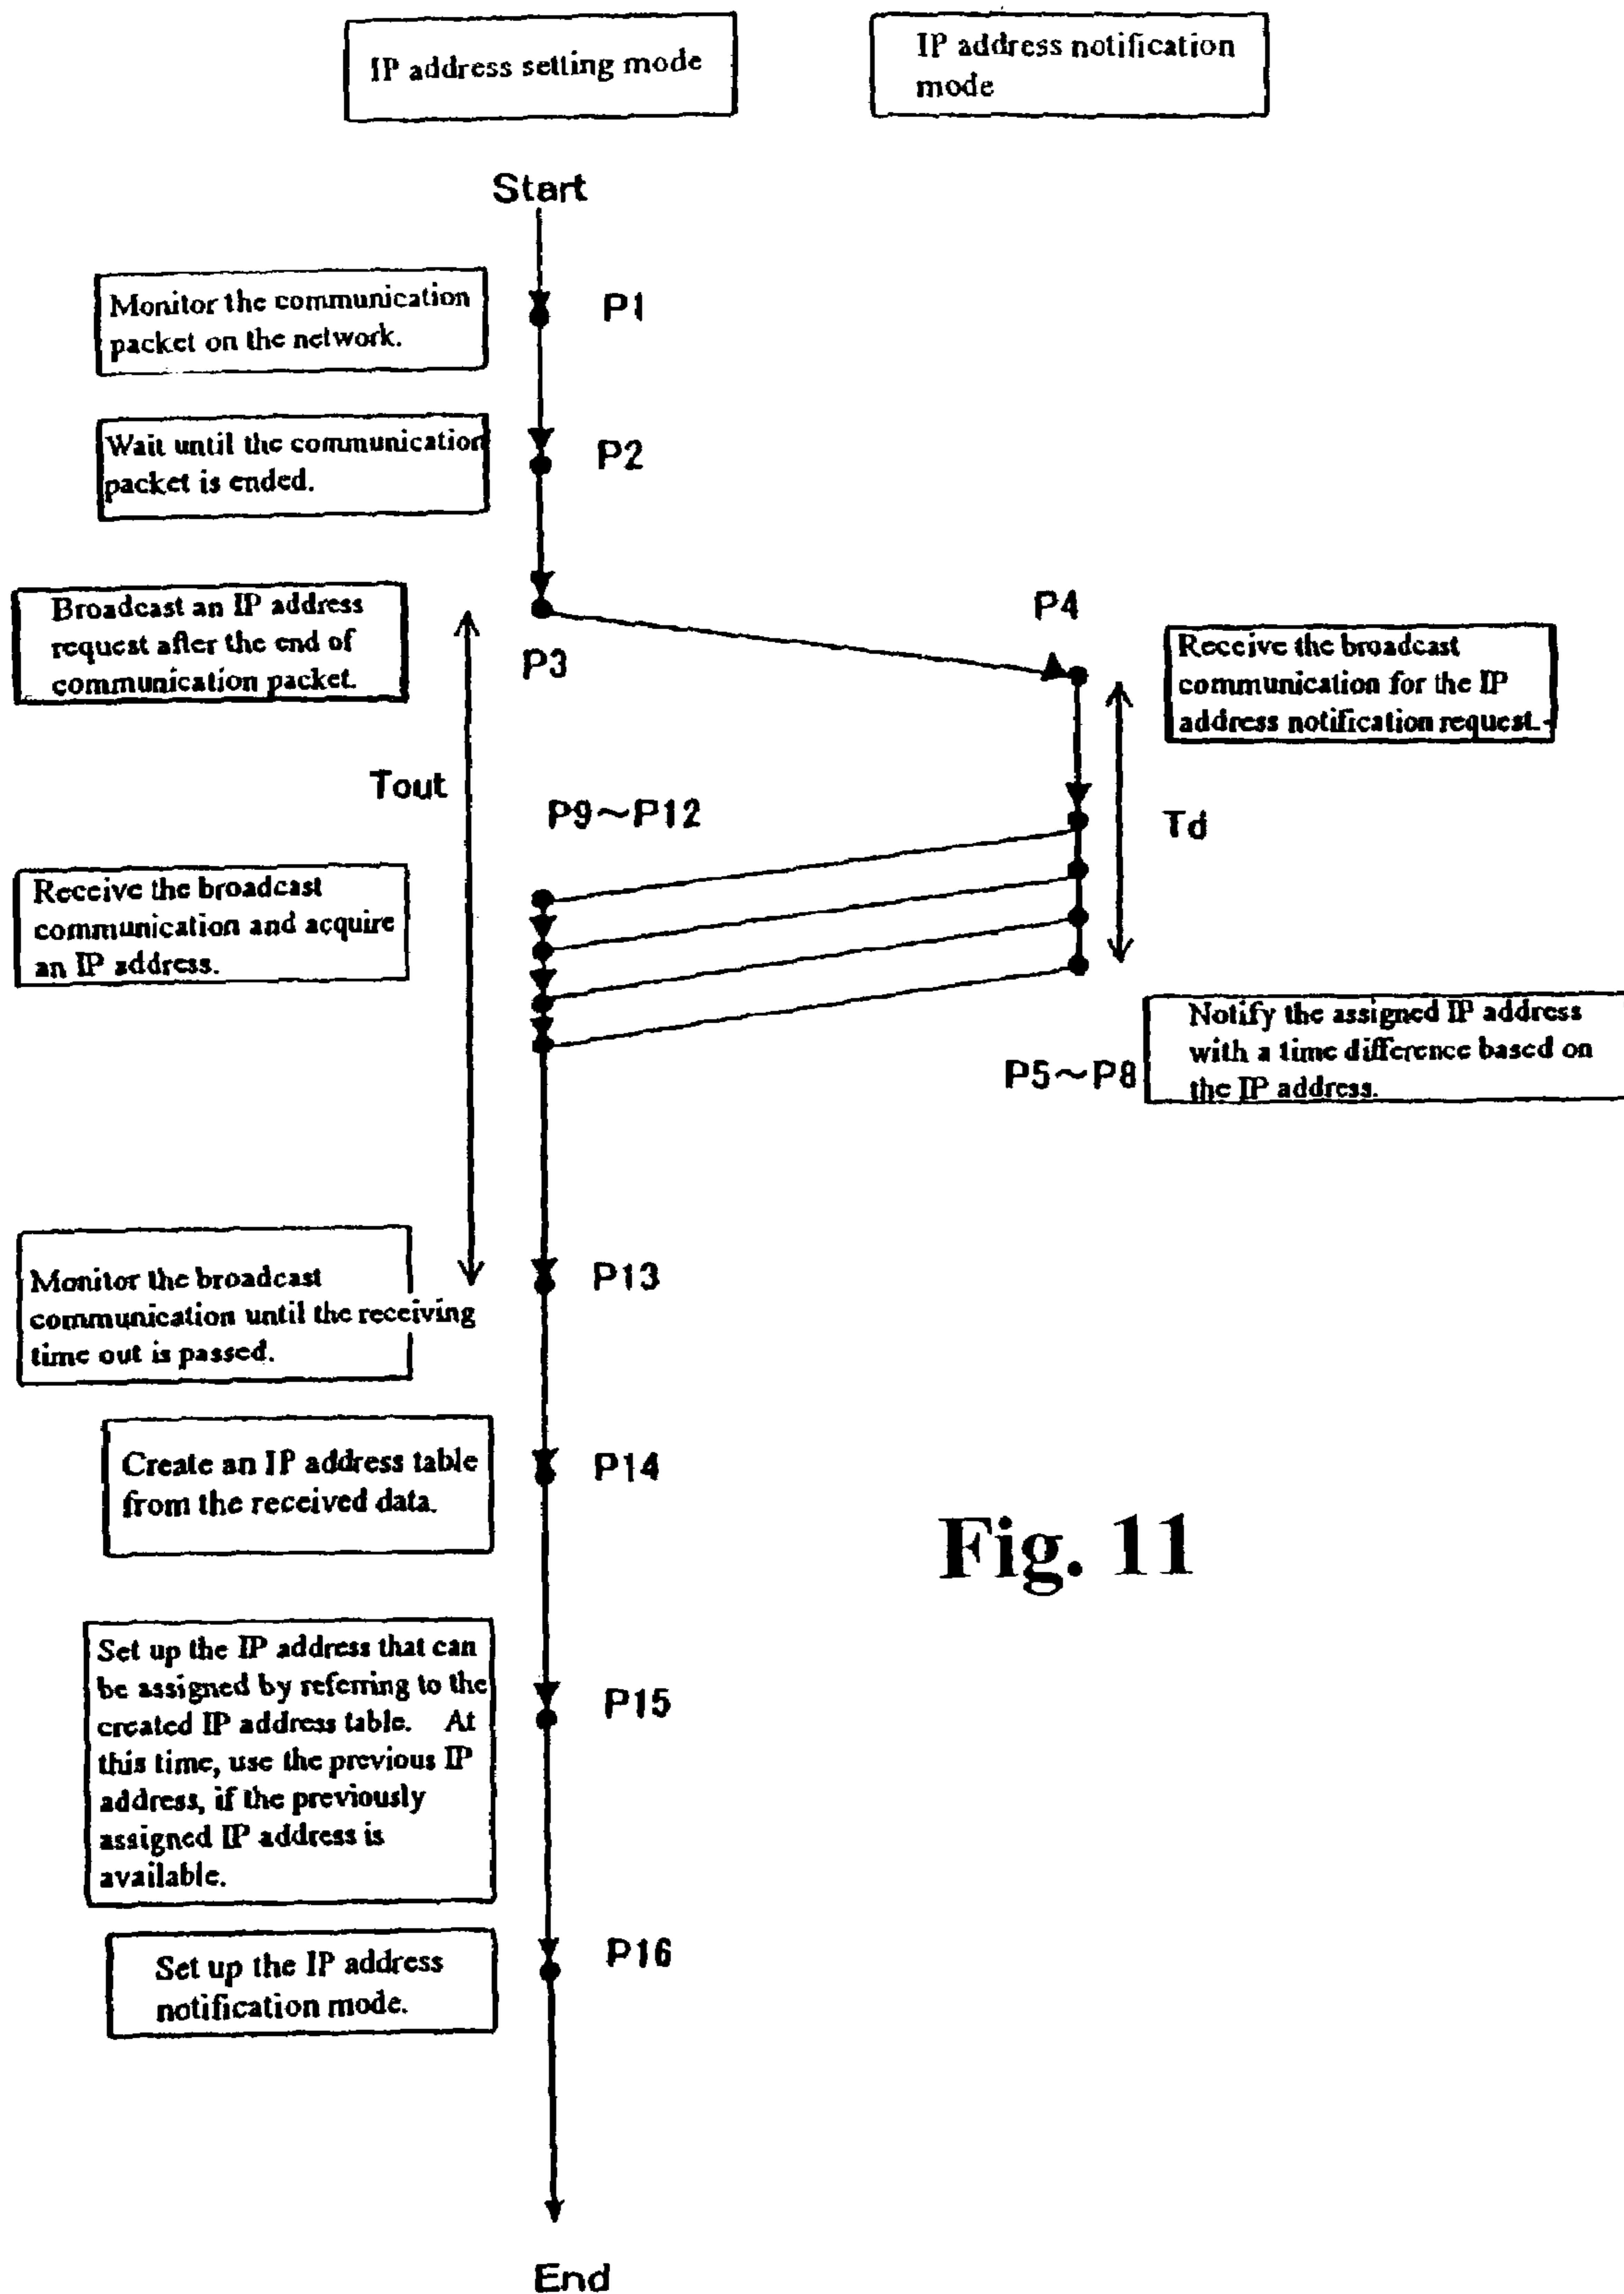 IP address setting mode
IP address notification
mode
Start
Monitor the communication
packet on the network.
P1
Wait until the communication
packet is ended.
P2
Broadcast an IP address
request after the end of
communication packet.
P3
P4
Receive the broadcast
communication for the IP
address notification request.
Tout
Td
P9～P12
Receive the broadcast
communication and acquire
an IP address.
P5～P8
Notify the assigned IP address
with a time difference based on
the IP address.
Monitor the broadcast
communication until the receiving
time out is passed.
P13
Create an IP address table
from the received data.
P14
Fig. 11
Set up the IP address that can
be assigned by referring to the
created IP address table. At
this time, use the previous IP
address, if the previously
assigned IP address is
available.
P15
Set up the IP address
notification mode.
P16
End